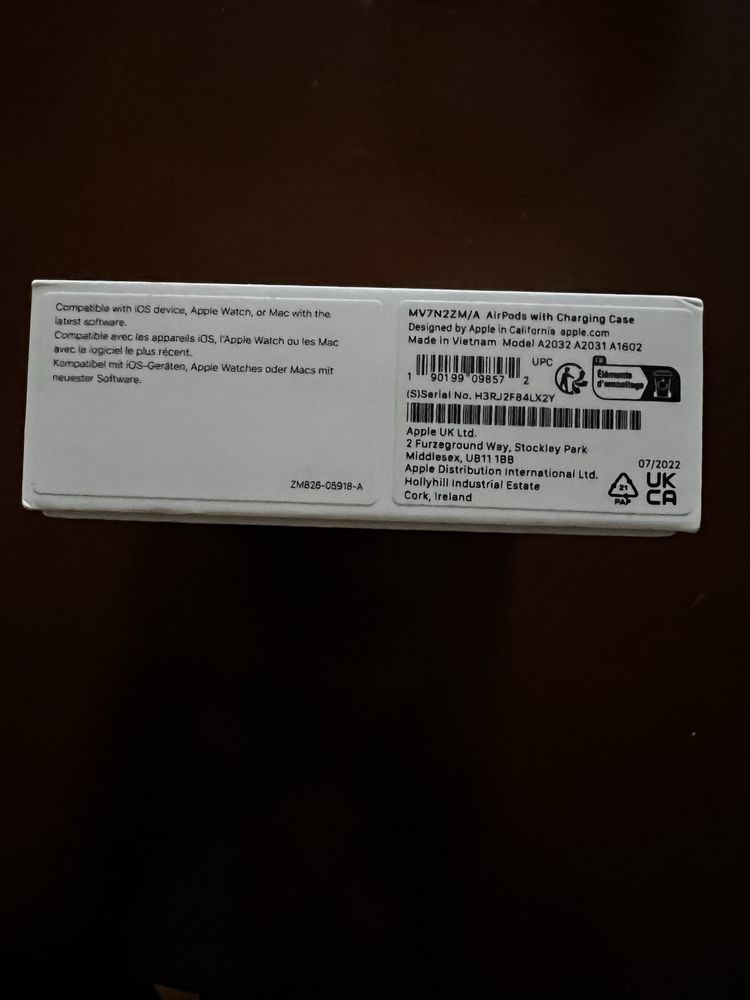 Compatible with iOS device, Apple Watch, or Mac with the
latest software.
Compatible avec les appareils iOS, l'Apple Watch ou les Mac
avec le logiciel le plus récent.
Kompatibel mit iOS-Geräten, Apple Watches oder Macs mit
neuester Software.
ZM826-05918-A
MV7N2ZM/A AirPods with Charging Case
Designed by Apple in California apple.com
Made in Vietnam Model A2032 A2031 A1602
UPC
1 90199 09857 2
FR
Éléments
d'emballage
(S)Serial No. H3RJ2F84LX2Y
Apple UK Ltd.
2 Furzeground Way, Stockley Park
Middlesex, UB11 1BB
Apple Distribution International Ltd.
Hollyhill Industrial Estate
Cork, Ireland
07/2022
21
PAP
UK
CA